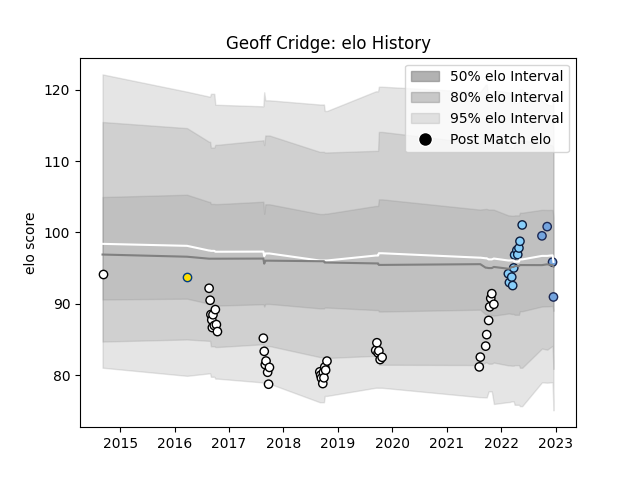 Geoff Cridge: elo History
120
110
100
90
80
elo score
50% elo Interval
80% elo Interval
95% elo Interval
Post Match elo
2015 2016 2017 2018 2019 2020 2021 2022 2023